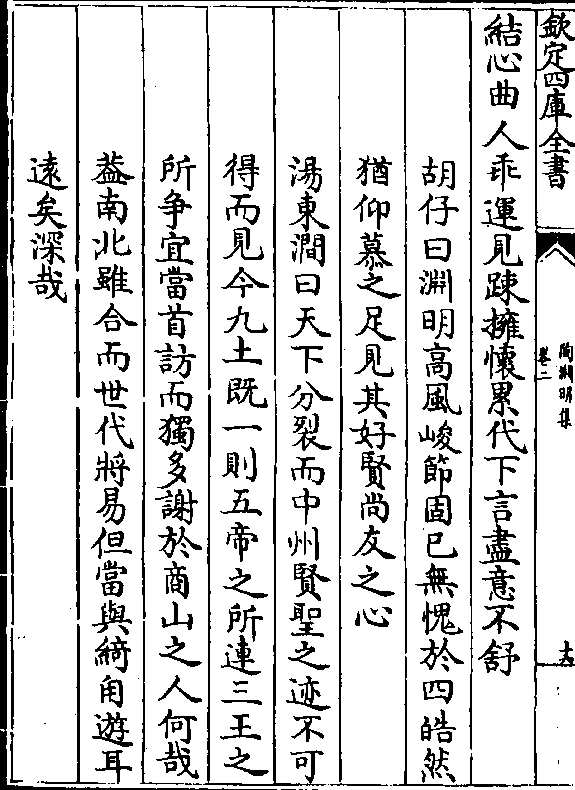 欽定四庫全書
陶淵明集
卷二
十六
結心曲人乖運見踈擁懷累代下言盡意不舒
胡仔曰淵明高風峻節固已無愧於四皓然
猶仰慕之足見其好賢尚友之心
湯東澗曰天下分裂而中州賢聖之迹不可
得而見今九土既一則五帝之所連三王之
所争宜當首訪而獨多謝於商山之人何哉
葢南北雖合而世代將易但當與綺甪遊耳
遠矣深哉